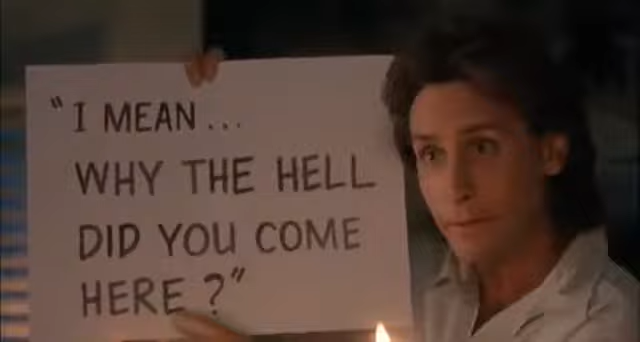 "I MEAN...
WHY THE HELL
DID YOU COME
HERE?"